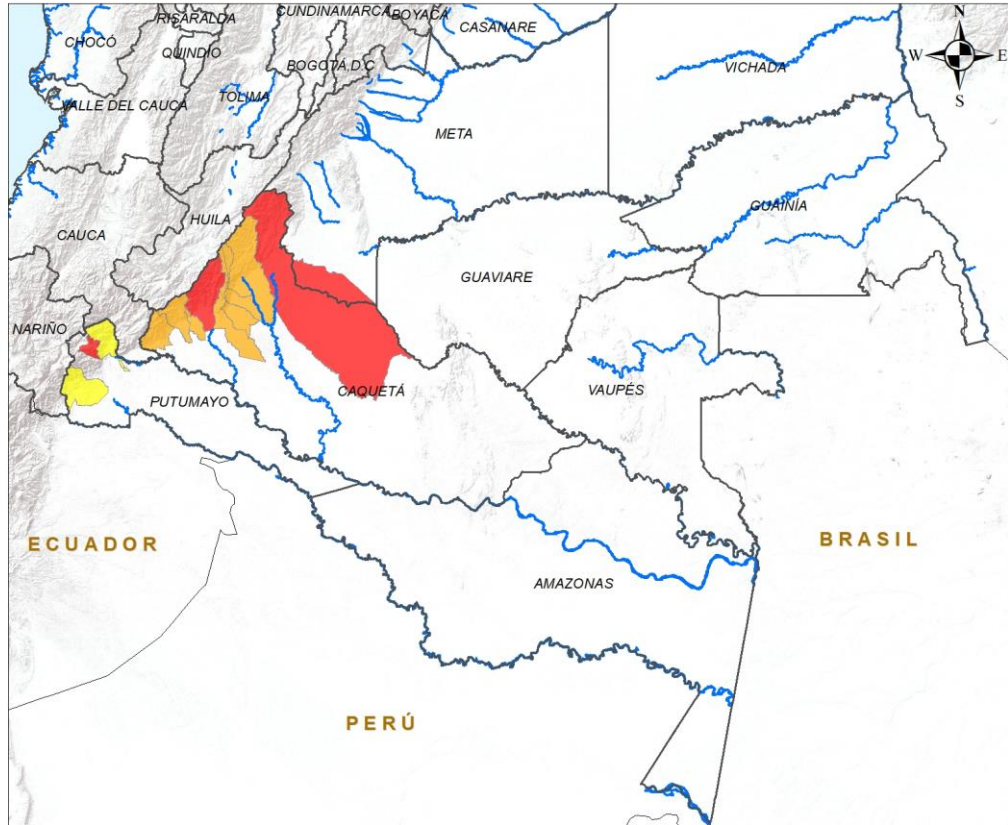 CUNDINAMARCA
BOYACÁ
RISARALDA
CASANARE
N
CHOCÓ
QUINDÍO
BOGOTÁ D.C
W
E
VICHADA
TOLIMA
VALLE DEL CAUCA
S
META
GUAINÍA
HUILA
CAUCA
GUAVIARE
NARIÑO
CAQUETÁ
VAUPÉS
PUTUMAYO
ECUADOR
BRASIL
AMAZONAS
PERÚ